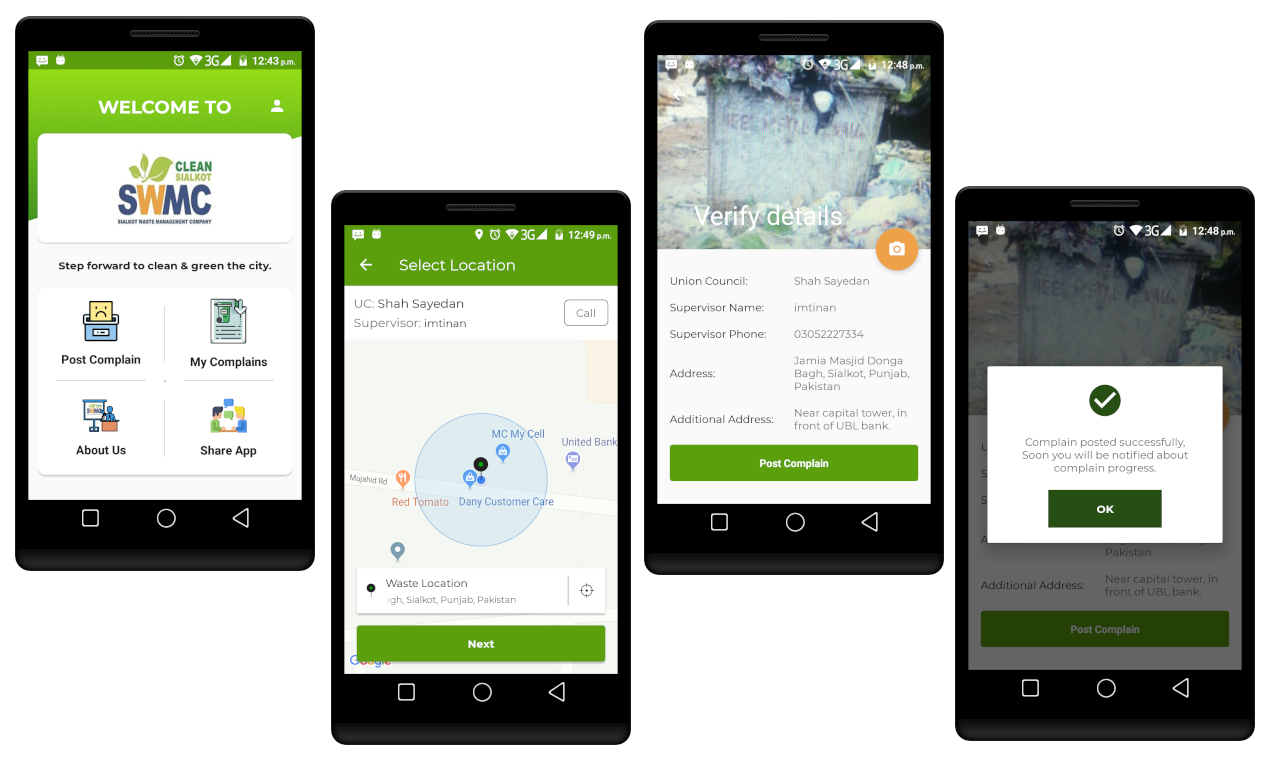 3G 12:43 p.m.
WELCOME TO
CLEAN
SIALKOT
SWMC
SIALKOT WASTE MANAGEMENT COMPANY
Step forward to clean & green the city.
Post Complain
My Complains
About Us
Share App
3G 12:49 p.m.
Select Location
UC: Shah Sayedan
Call
Supervisor: imtinan
MC My Cell
United Bank
Mujahid Rd
Red Tomato
Dany Customer Care
Waste Location
gh, Sialkot, Punjab, Pakistan
Next
Google
3G 12:48 p.m.
Verify details
Union Council: Shah Sayedan
Supervisor Name: imtinan
Supervisor Phone: 03052227334
Address: Jamia Masjid Donga
Bagh, Sialkot, Punjab,
Pakistan
Additional Address: Near capital tower, in
front of UBL bank.
Post Complain
3G 12:48 p.m.
Complain posted successfully,
Soon you will be notified about
complain progress.
OK
Pakistan
Additional Address: Near capital tower, in
front of UBL bank.
Post Complain